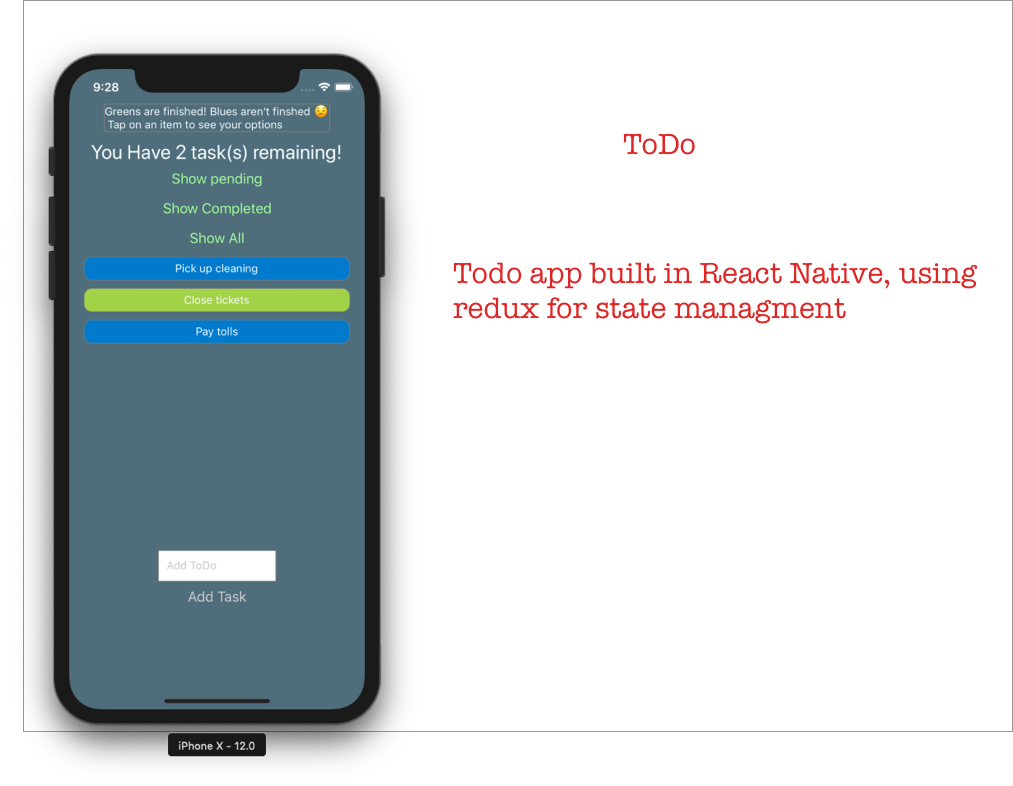 9:28
Greens are finished! Blues aren't finshed 😟
Tap on an item to see your options
You Have 2 task(s) remaining!
Show pending
Show Completed
Show All
Pick up cleaning
Close tickets
Pay tolls
Add ToDo
Add Task
iPhone X - 12.0
ToDo
Todo app built in React Native, using
redux for state managment